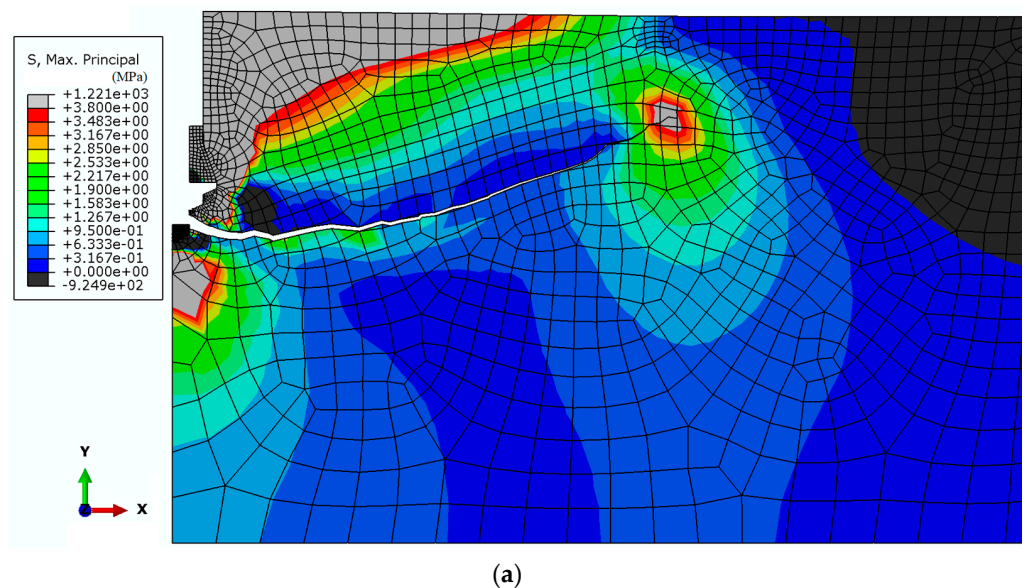 S, Max. Principal
(MPa)
+1.221e+03
+3.800e+00
+3.483e+00
+3.167e+00
+2.850e+00
+2.533e+00
+2.217e+00
+1.900e+00
+1.583e+00
+1.267e+00
+9.500e-01
+6.333e-01
+3.167e-01
+0.000e+00
-9.249e+02
Y
Z
X
(a)